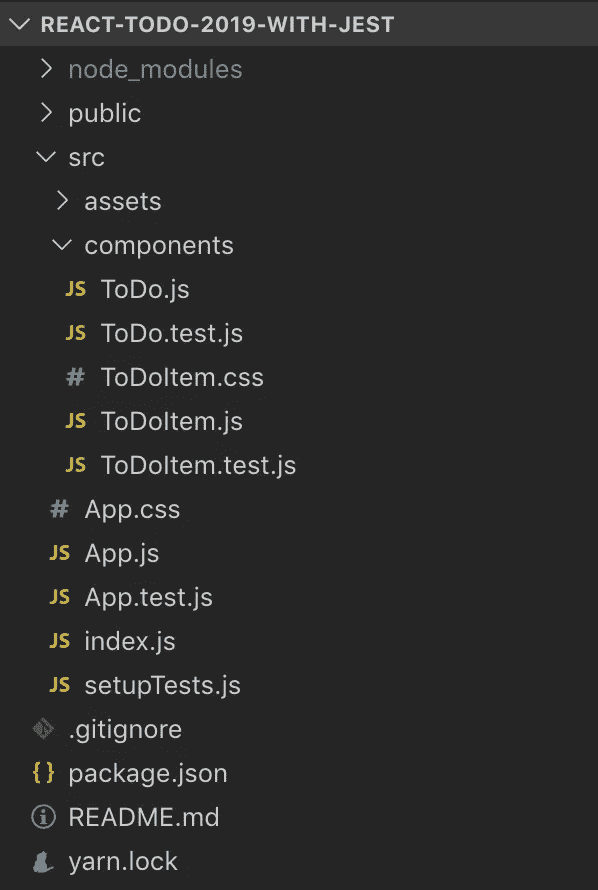 REACT-TODO-2019-WITH-JEST
node_modules
public
src
assets
components
JS ToDo.js
JS ToDo.test.js
# ToDoItem.css
JS ToDoItem.js
JS ToDoItem.test.js
# App.css
JS App.js
JS App.test.js
JS index.js
JS setupTests.js
.gitignore
{} package.json
README.md
yarn.lock